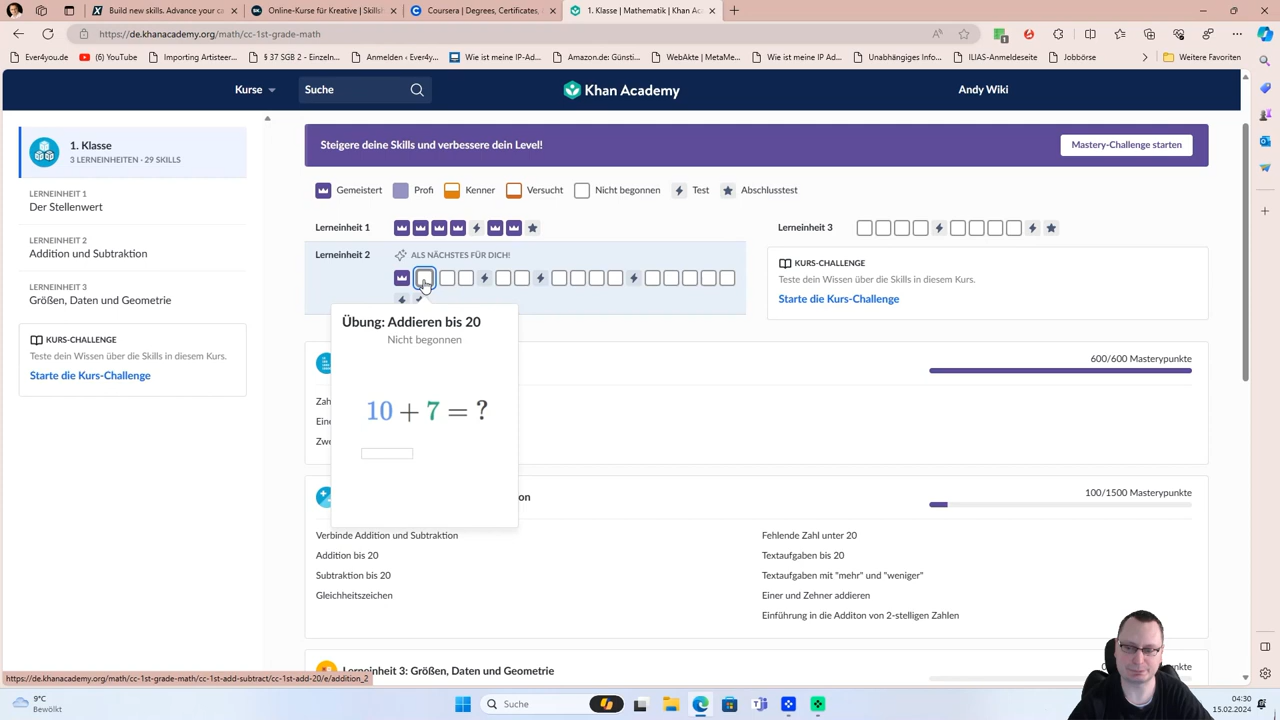 Build new skills. Advance your ca
Online-Kurse für Kreative | Skillsh
Coursera | Degrees, Certificates,
1. Klasse | Mathematik | Khan Aca
https://de.khanacademy.org/math/cc-1st-grade-math
Ever4you.de
(6) YouTube
Importing Artisteer...
§ 37 SGB 2 - Einzeln...
Anmelden ‹ Ever4y...
Wie ist meine IP-Ad...
Amazon.de: Günsti...
WebAkte | MetaMe...
Wie ist meine IP-Ad...
Unabhängiges Infor...
ILIAS-Anmeldeseite
Jobbörse
Weitere Favoriten
Kurse
Suche
Khan Academy
Andy Wiki
1. Klasse
3 LERNEINHEITEN · 29 SKILLS
LERNEINHEIT 1
Der Stellenwert
LERNEINHEIT 2
Addition und Subtraktion
LERNEINHEIT 3
Größen, Daten und Geometrie
KURS-CHALLENGE
Teste dein Wissen über die Skills in diesem Kurs.
Starte die Kurs-Challenge
Steigere deine Skills und verbessere dein Level!
Mastery-Challenge starten
Gemeistert
Profi
Kenner
Versucht
Nicht begonnen
Test
Abschlusstest
Lerneinheit 1
Lerneinheit 3
Lerneinheit 2
ALS NÄCHSTES FÜR DICH!
KURS-CHALLENGE
Teste dein Wissen über die Skills in diesem Kurs.
Starte die Kurs-Challenge
Übung: Addieren bis 20
Nicht begonnen
10 + 7 = ?
600/600 Masterypunkte
Zah
Eine
Zwe
on
100/1500 Masterypunkte
Verbinde Addition und Subtraktion
Addition bis 20
Subtraktion bis 20
Gleichheitszeichen
Fehlende Zahl unter 20
Textaufgaben bis 20
Textaufgaben mit "mehr" und "weniger"
Einer und Zehner addieren
Einführung in die Additon von 2-stelligen Zahlen
Lerneinheit 3: Größen, Daten und Geometrie
nkte
https://de.khanacademy.org/math/cc-1st-grade-math/cc-1st-add-subtract/cc-1st-add-20/e/addition_2
9°C
Bewölkt
Suche
04:30
15.02.2024